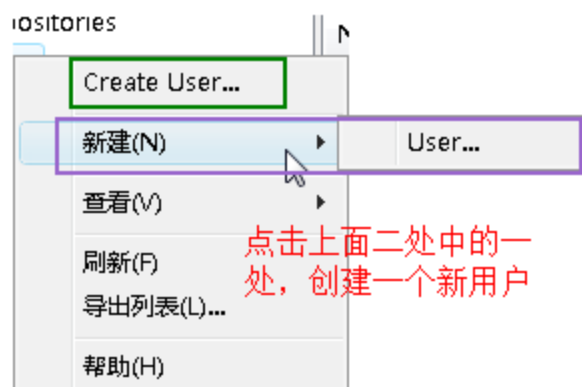 ositories
Create User...
新建(N)
User...
查看(V)
点击上面二处中的一
处，创建一个新用户
刷新(F)
导出列表(L)...
帮助(H)